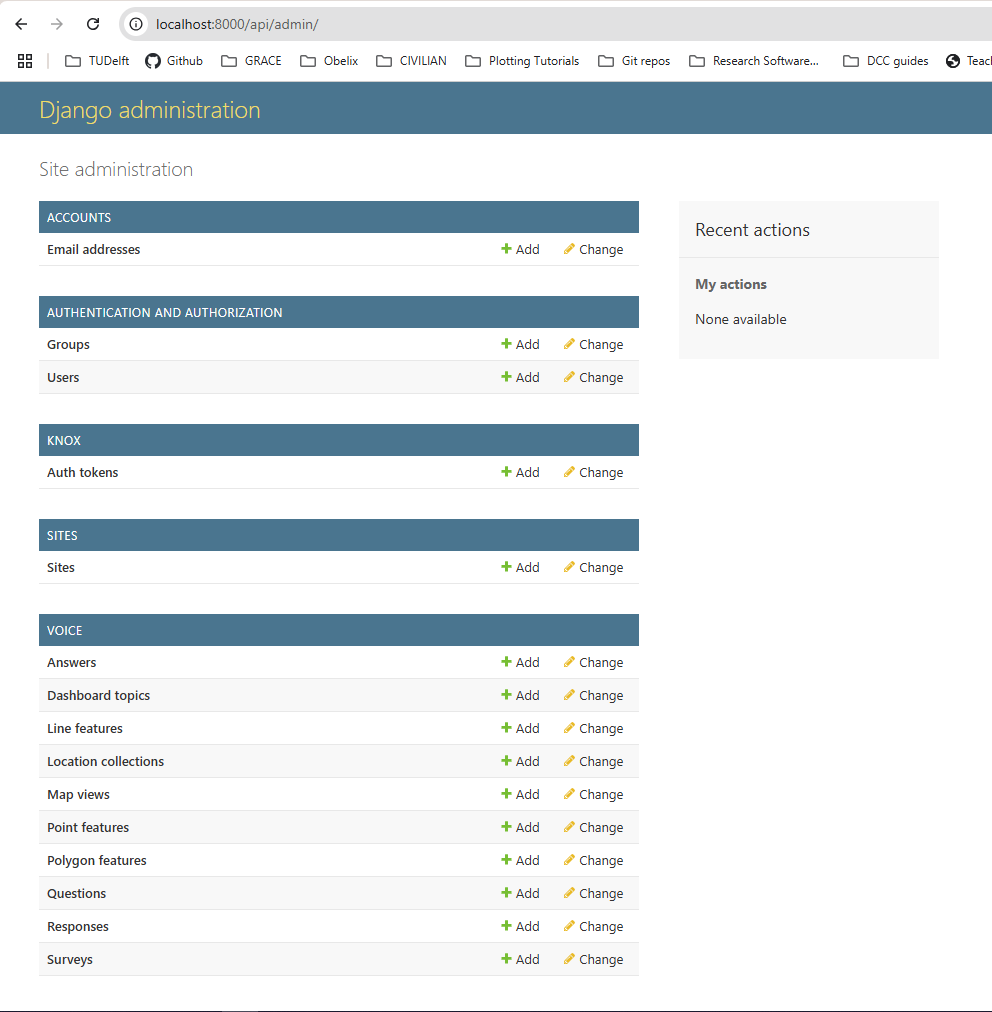 localhost:8000/api/admin/
TUDelft Github GRACE Obelix CIVILIAN Plotting Tutorials Git repos Research Software... DCC guides Teac
Django administration
Site administration
ACCOUNTS
Email addresses Add Change
AUTHENTICATION AND AUTHORIZATION
Groups Add Change
Users Add Change
KNOX
Auth tokens Add Change
SITES
Sites Add Change
VOICE
Answers Add Change
Dashboard topics Add Change
Line features Add Change
Location collections Add Change
Map views Add Change
Point features Add Change
Polygon features Add Change
Questions Add Change
Responses Add Change
Surveys Add Change
Recent actions
My actions
None available